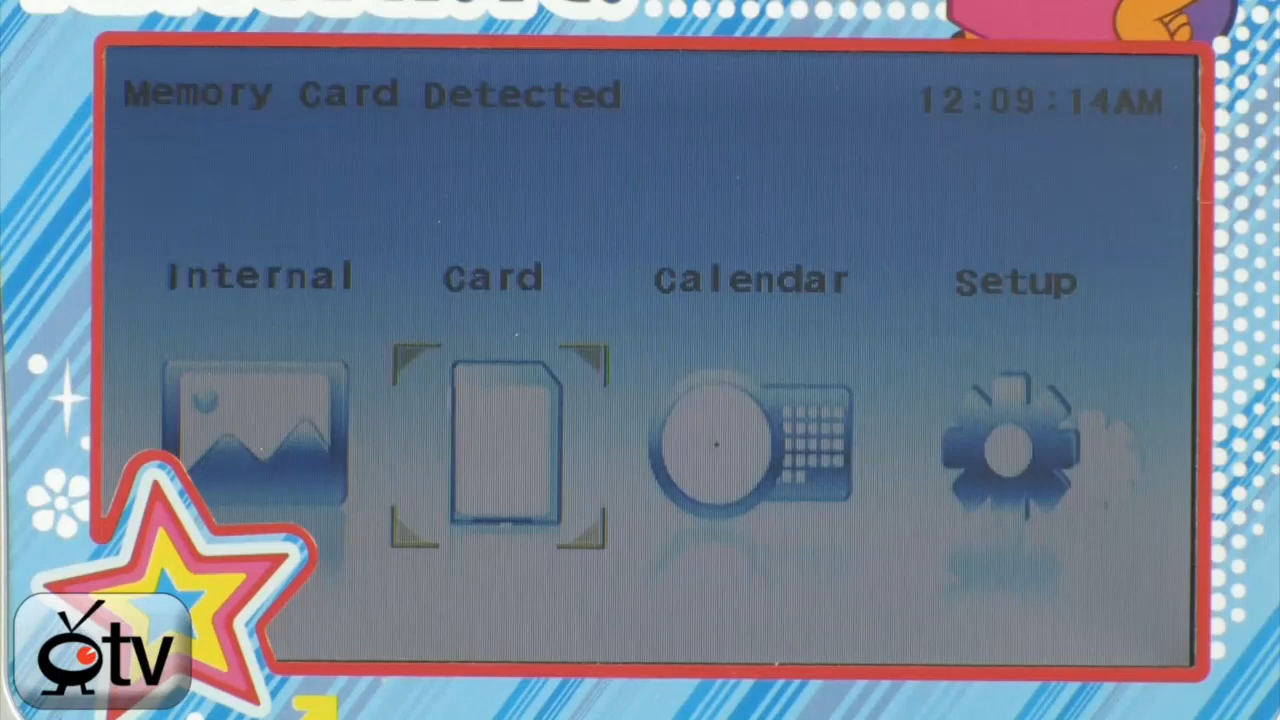 Memory Card Detected
12:09:14AM
Internal
Card
Calendar
Setup
tv